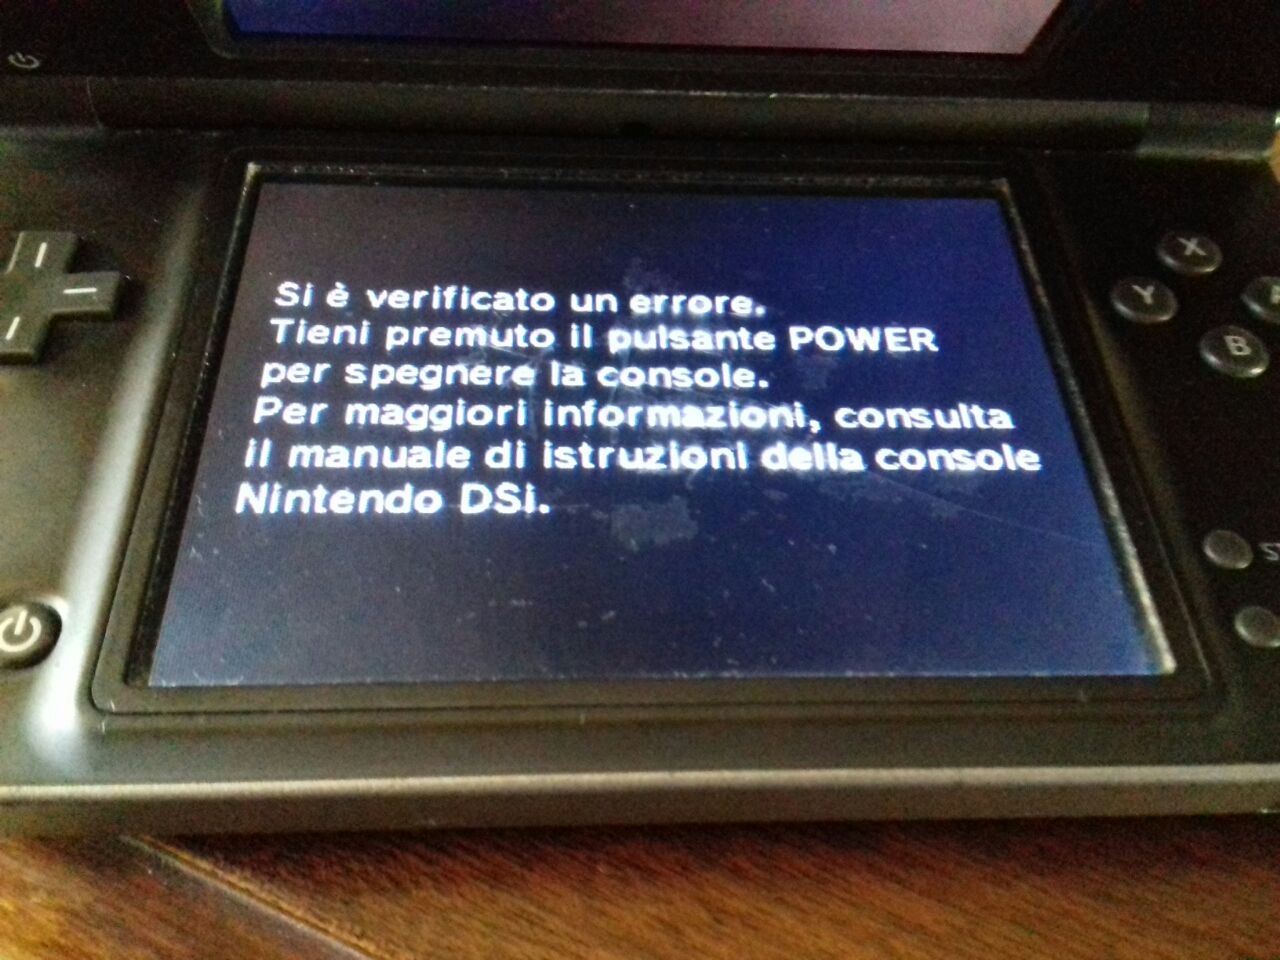 Si è verificato un errore.
Tieni premuto il pulsante POWER
per spegnere la console.
Per maggiori informazioni, consulta
il manuale di istruzioni della console
Nintendo DSi.
X
Y
B